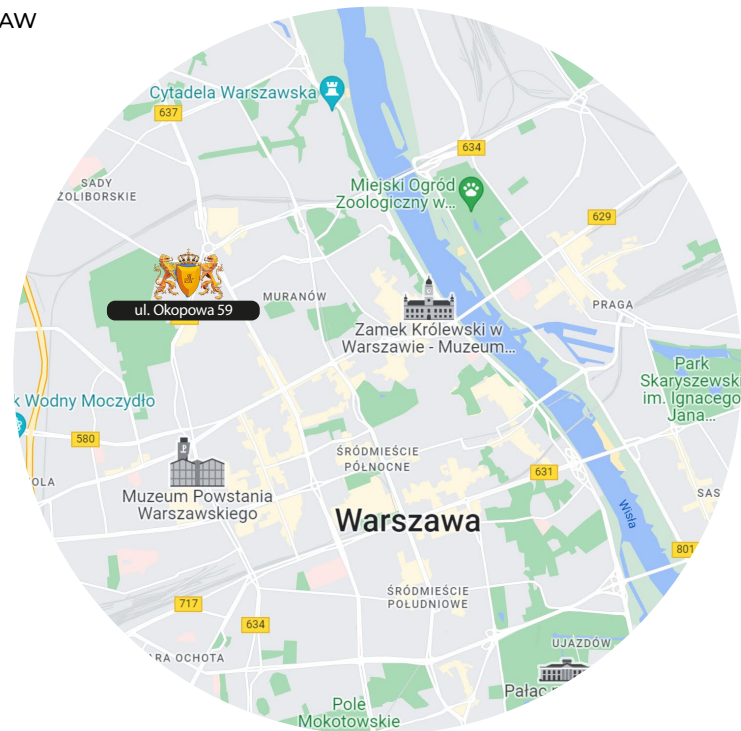 AW
Cytadela Warszawska
637
634
SADY
ŻOLIBORSKIE
Miejski Ogród
Zoologiczny w...
629
ul. Okopowa 59
MURANÓW
PRAGA
Zamek Królewski w
Warszawie - Muzeum...
Park
Skaryszewski
im. Ignacego
Jana...
k Wodny Moczydło
580
ŚRÓDMIEŚCIE
PÓŁNOCNE
631
OLA
SAS
Muzeum Powstania
Warszawskiego
Warszawa
Wisła
801
ŚRÓDMIEŚCIE
POŁUDNIOWE
717
634
UJAZDÓW
ARA OCHOTA
Pałac
Pole
Mokotowskie